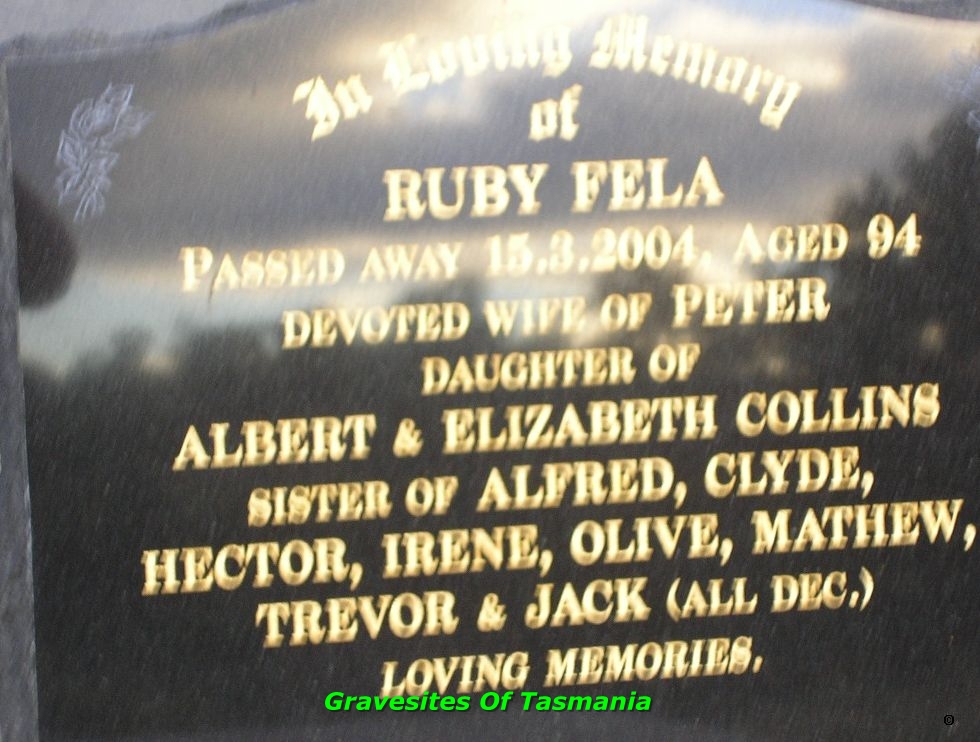 In Loving Memory
of
RUBY FELA
PASSED AWAY 15.3.2004. AGED 94
DEVOTED WIFE OF PETER
DAUGHTER OF
ALBERT & ELIZABETH COLLINS
SISTER OF ALFRED, CLYDE,
HECTOR, IRENE, OLIVE, MATHEW,
TREVOR & JACK (ALL DEC.)
LOVING MEMORIES.
Gravesites Of Tasmania
©